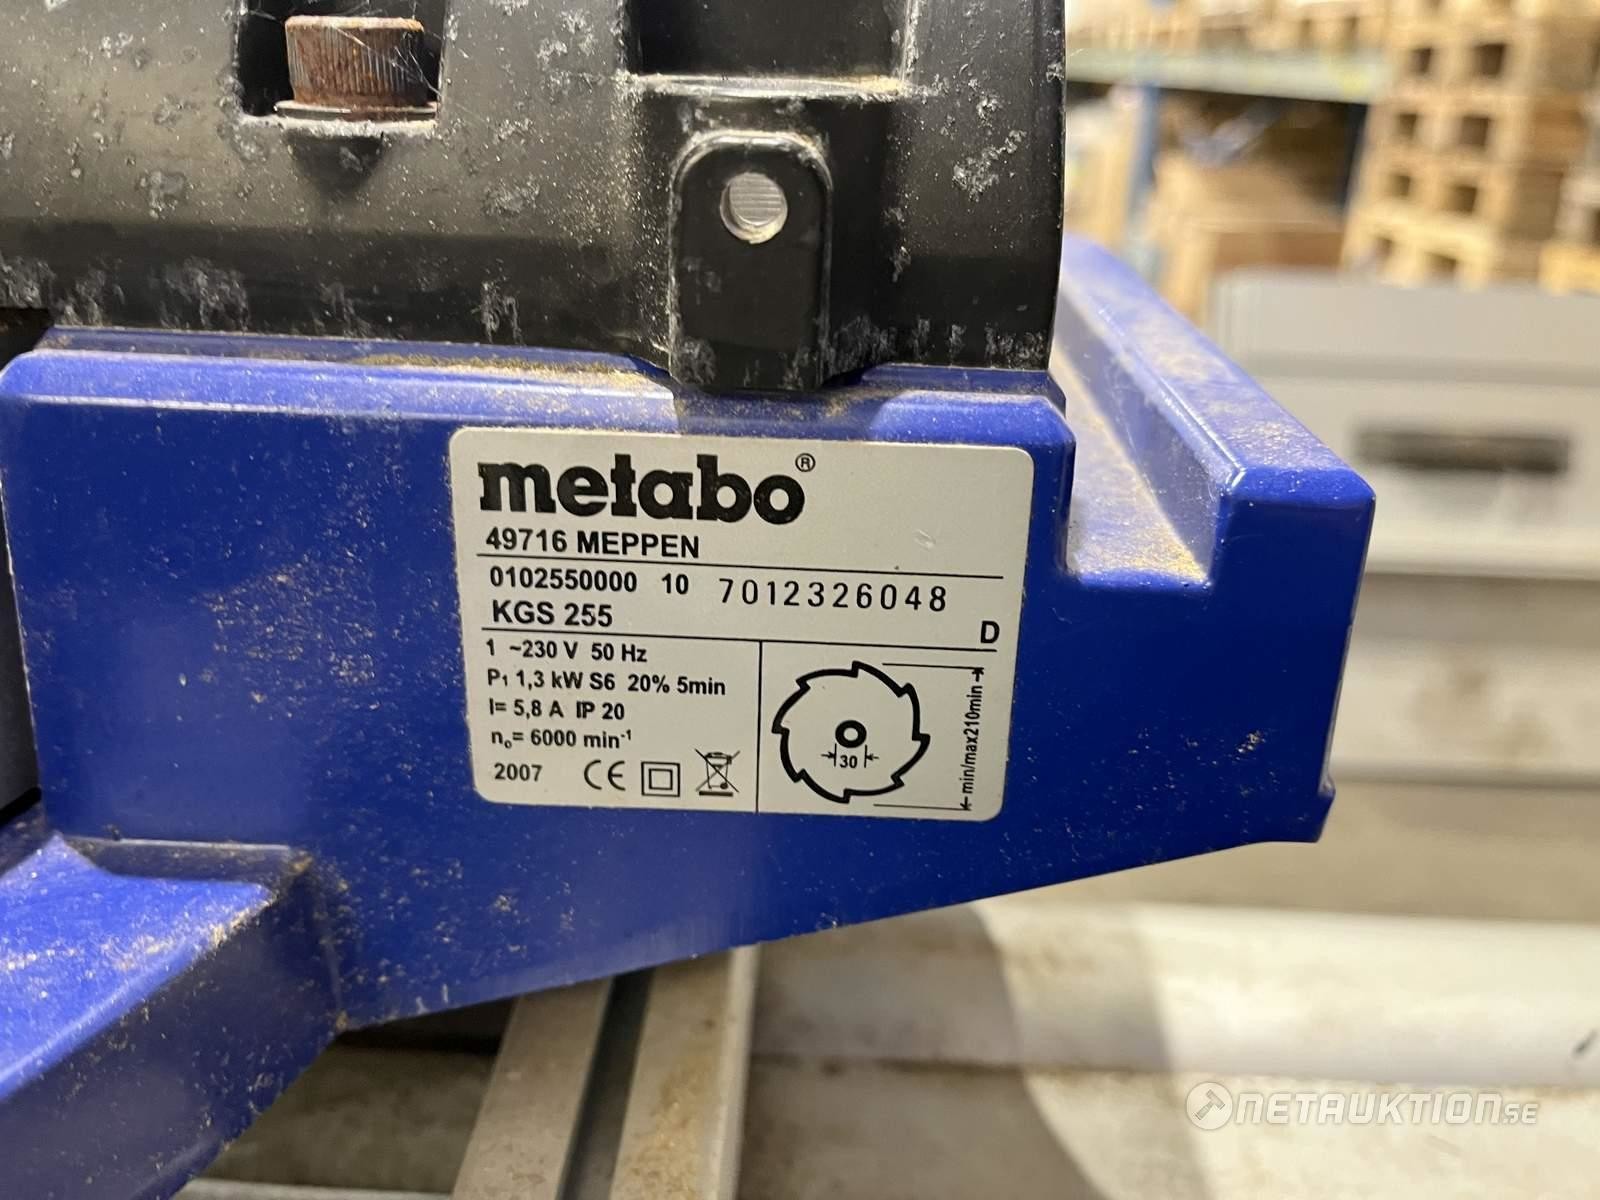 metabo®
49716 MEPPEN
0102550000 10 7012326048
KGS 255
D
1 ~230 V 50 Hz
P₁ 1,3 kW S6 20% 5min
I= 5,8 A IP 20
n₀= 6000 min⁻¹
2007 CE
30
min/max210min
NETAUKTION.SE